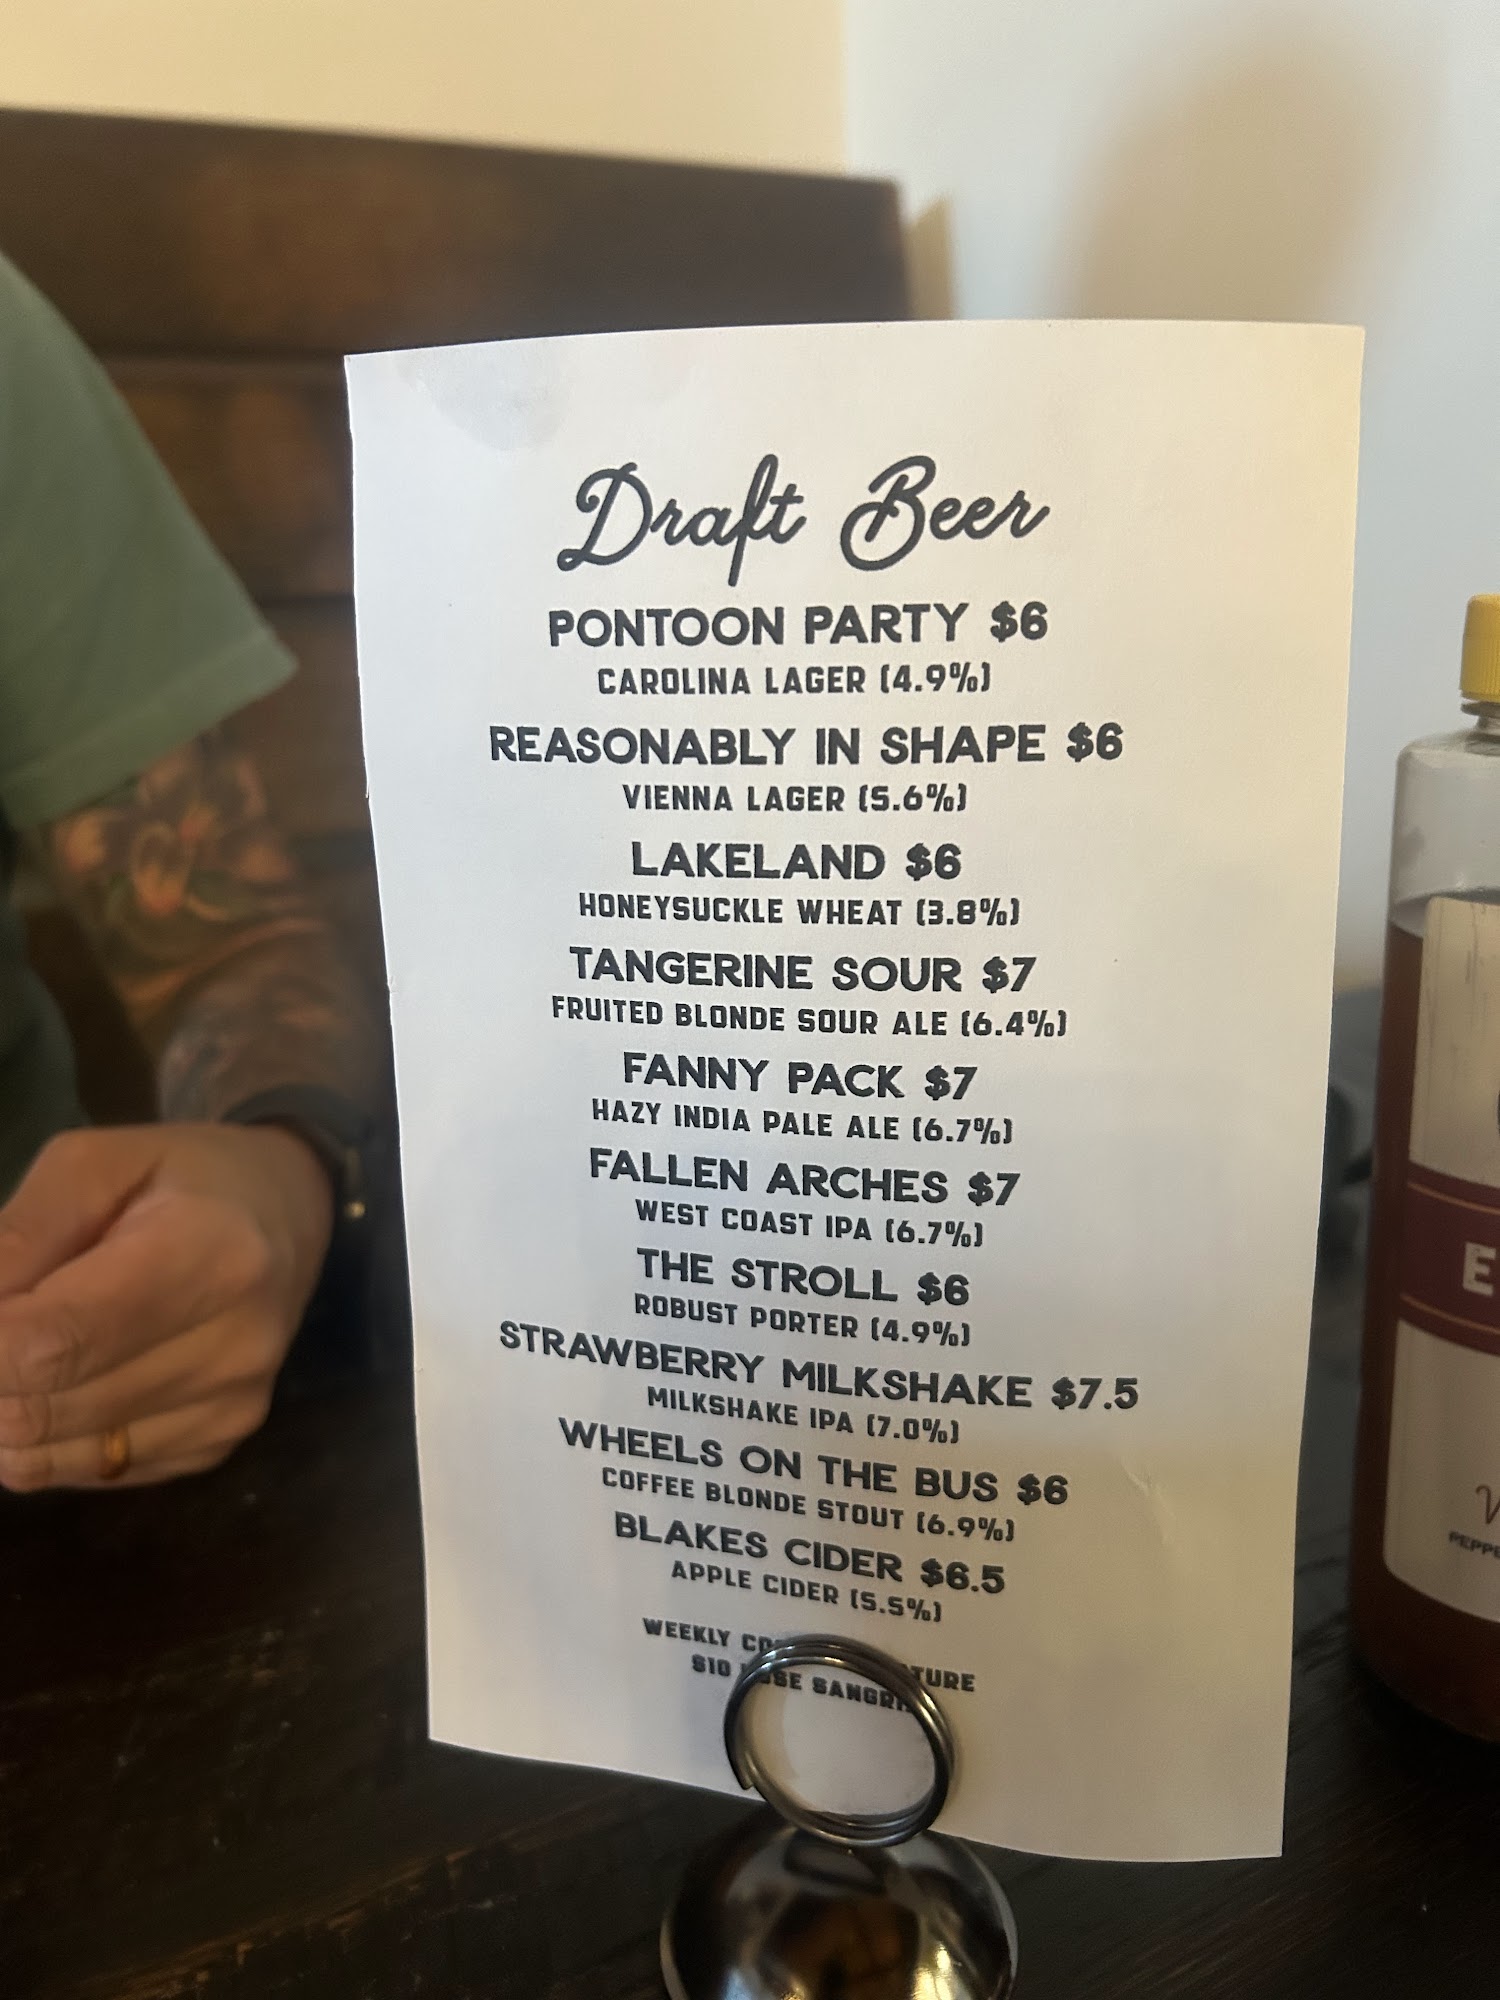 Draft Beer
PONTOON PARTY $6
CAROLINA LAGER (4.9%)
REASONABLY IN SHAPE $6
VIENNA LAGER (5.6%)
LAKELAND $6
HONEYSUCKLE WHEAT (3.8%)
TANGERINE SOUR $7
FRUITED BLONDE SOUR ALE (6.4%)
FANNY PACK $7
HAZY INDIA PALE ALE (6.7%)
FALLEN ARCHES $7
WEST COAST IPA (6.7%)
THE STROLL $6
ROBUST PORTER (4.9%)
STRAWBERRY MILKSHAKE $7.5
MILKSHAKE IPA (7.0%)
WHEELS ON THE BUS $6
COFFEE BLONDE STOUT (6.9%)
BLAKES CIDER $6.5
APPLE CIDER (5.5%)
WEEKLY
$10